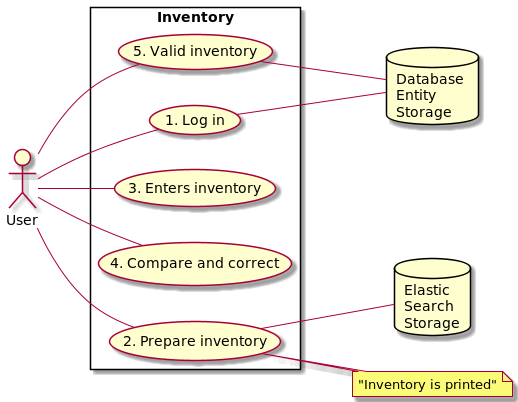 Inventory
5. Valid inventory
Database
Entity
Storage
1. Log in
3. Enters inventory
User
4. Compare and correct
Elastic
Search
Storage
2. Prepare inventory
"Inventory is printed"